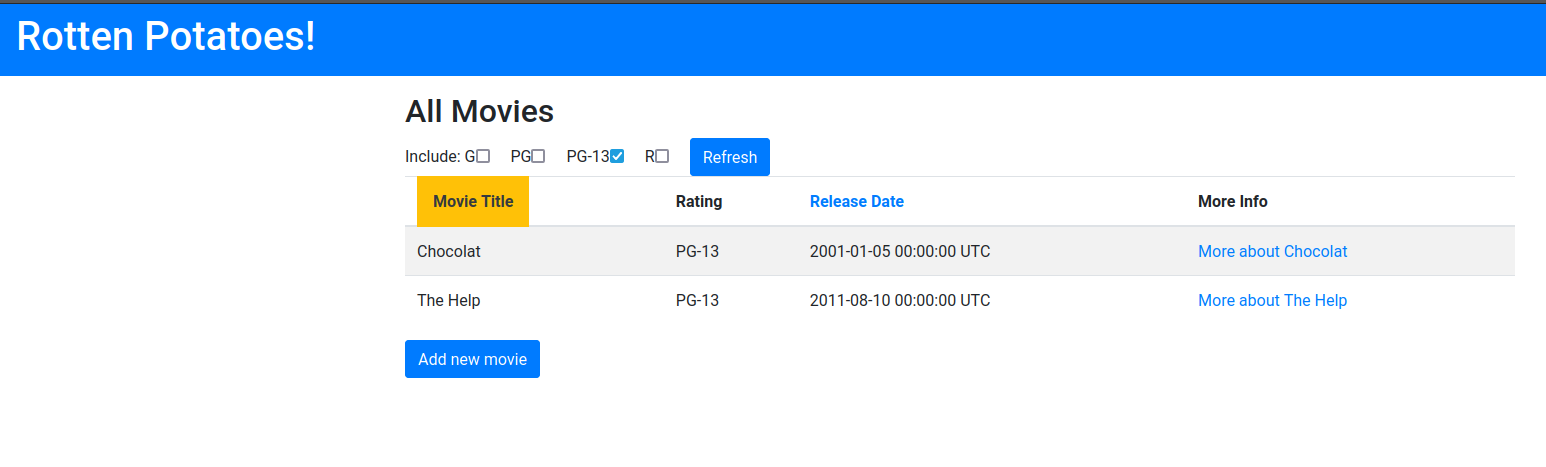 Rotten Potatoes!
All Movies
Include: G PG PG-13 R Refresh
Movie Title Rating Release Date More Info
Chocolat PG-13 2001-01-05 00:00:00 UTC More about Chocolat
The Help PG-13 2011-08-10 00:00:00 UTC More about The Help
Add new movie